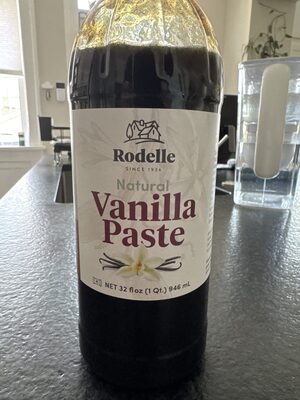 Rodelle
SINCE 1936
Natural
Vanilla
Paste
NET 32 fl oz (1 Qt.) 946 mL